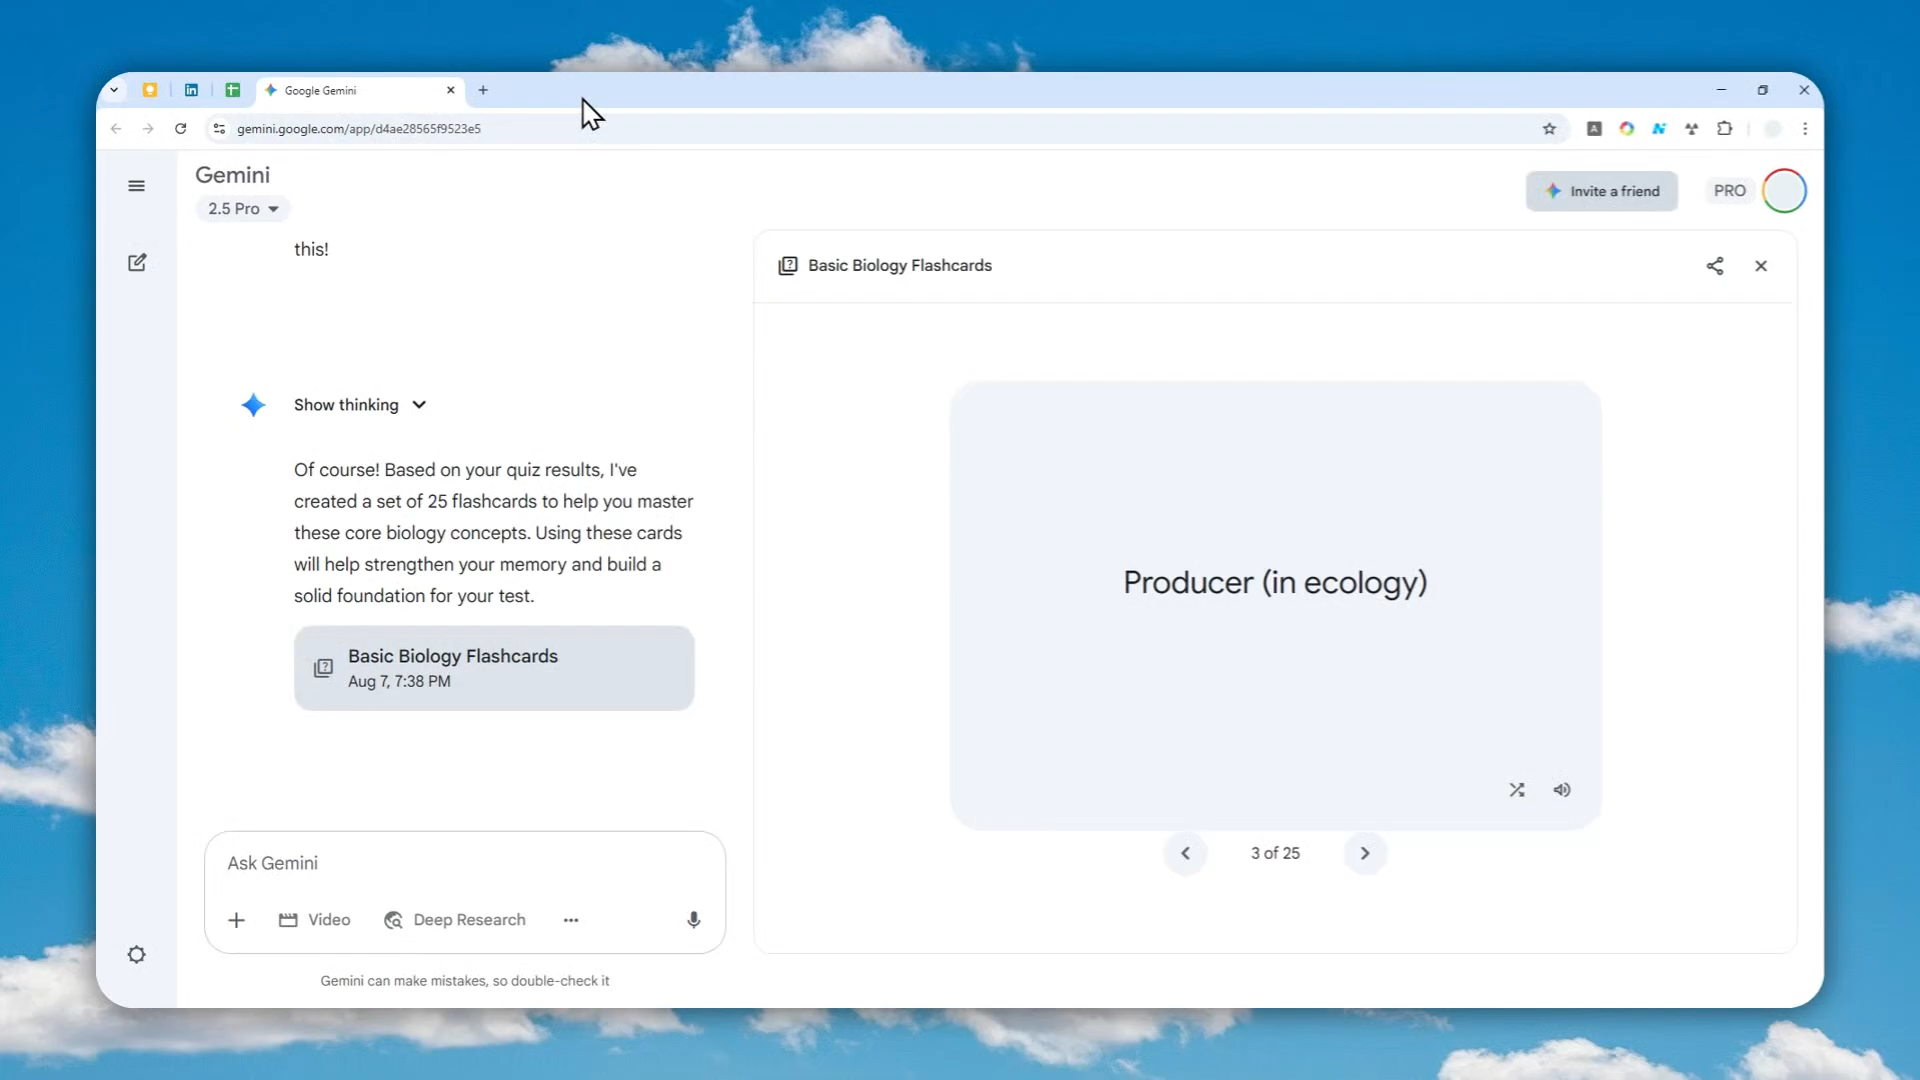 Google Gemini
gemini.google.com/app/d4ae28565f9523e5
Gemini
2.5 Pro
Invite a friend
PRO
this!
Show thinking
Of course! Based on your quiz results, I've
created a set of 25 flashcards to help you master
these core biology concepts. Using these cards
will help strengthen your memory and build a
solid foundation for your test.
Basic Biology Flashcards
Aug 7, 7:38 PM
Ask Gemini
Video
Deep Research
Gemini can make mistakes, so double-check it
Basic Biology Flashcards
Producer (in ecology)
3 of 25